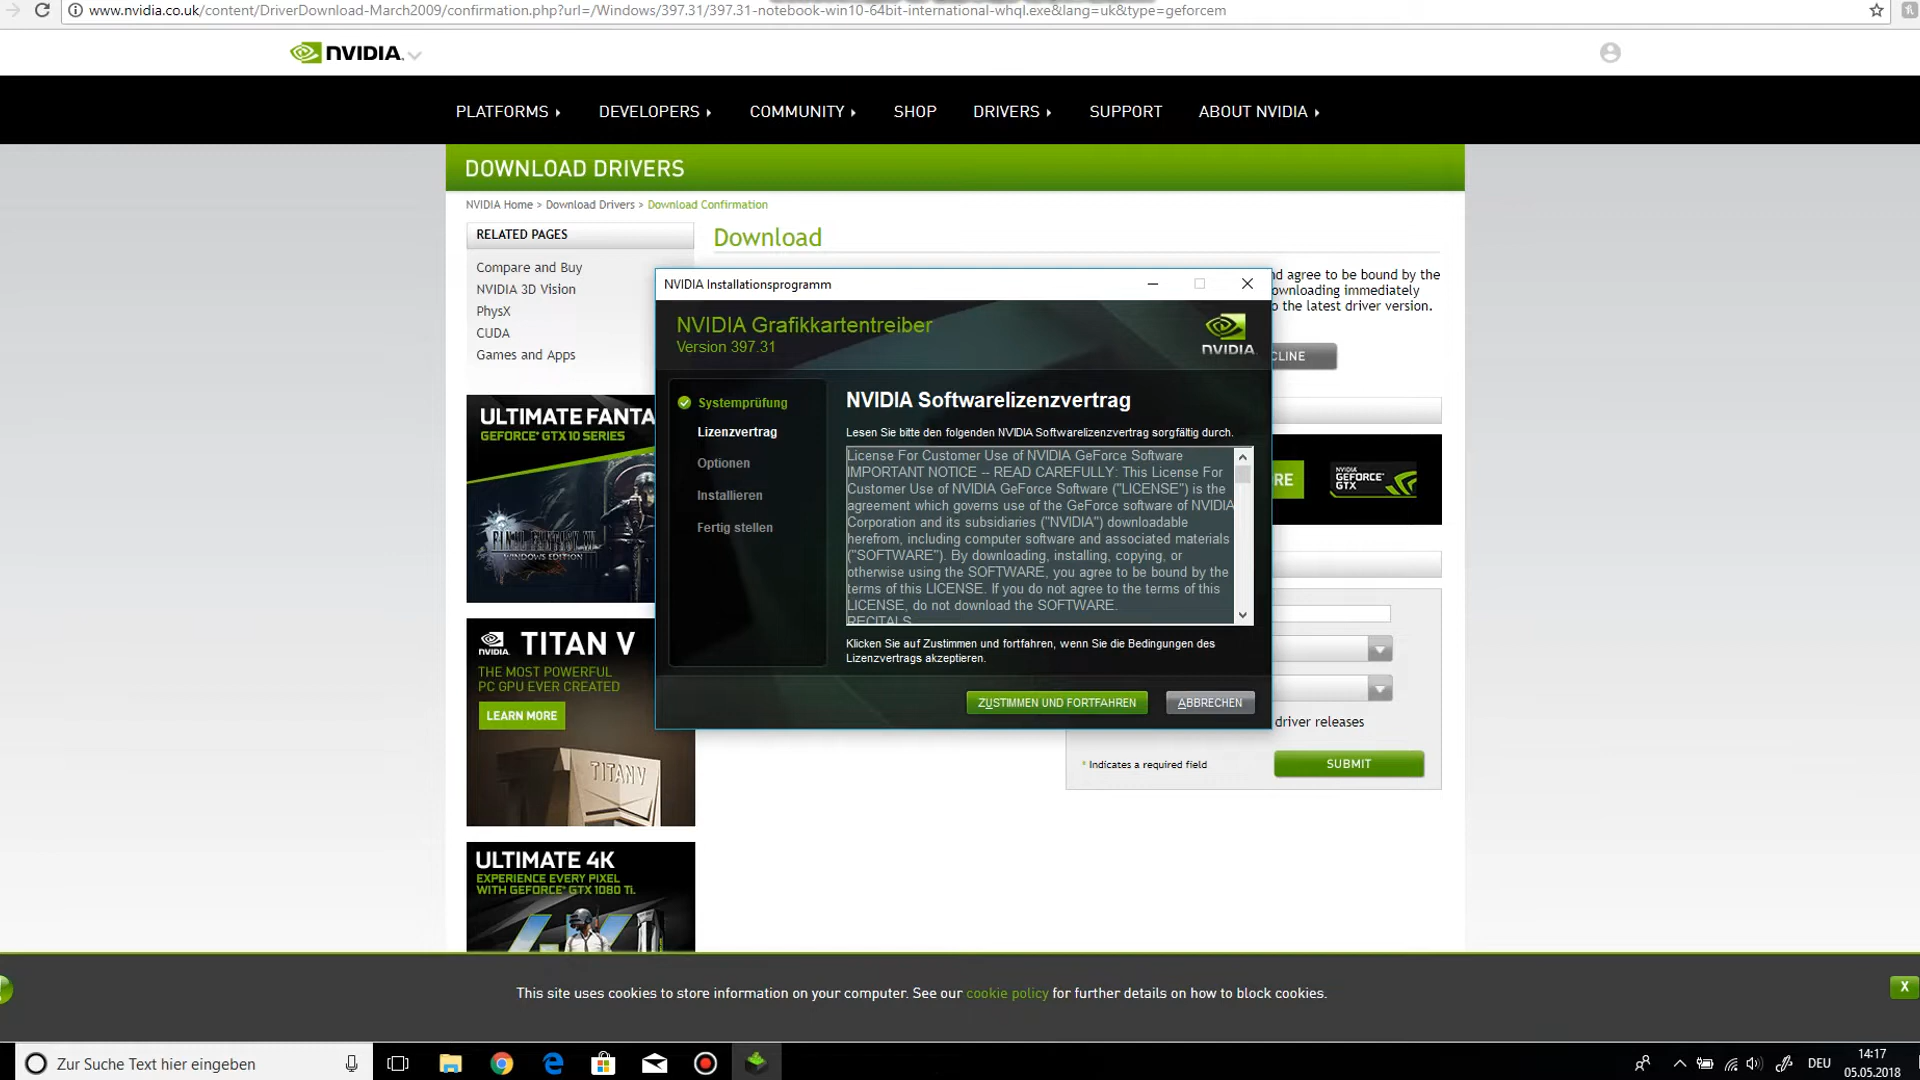 www.nvidia.co.uk/content/DriverDownload-March2009/confirmation.php?url=/Windows/397.31/397.31-notebook-win10-64bit-international-whql.exe&lang=uk&type=geforcem
NVIDIA.
PLATFORMS DEVELOPERS COMMUNITY SHOP DRIVERS SUPPORT ABOUT NVIDIA
DOWNLOAD DRIVERS
NVIDIA Home > Download Drivers > Download Confirmation
RELATED PAGES
Compare and Buy
NVIDIA 3D Vision
PhysX
CUDA
Games and Apps
Download
nd agree to be bound by the
ownloading immediately
o the latest driver version.
CLINE
NVIDIA Installationsprogramm
NVIDIA Grafikkartentreiber
Version 397.31
NVIDIA.
Systemprüfung
Lizenzvertrag
Optionen
Installieren
Fertig stellen
NVIDIA Softwarelizenzvertrag
Lesen Sie bitte den folgenden NVIDIA Softwarelizenzvertrag sorgfältig durch.
License For Customer Use of NVIDIA GeForce Software
IMPORTANT NOTICE -- READ CAREFULLY: This License For
Customer Use of NVIDIA GeForce Software ("LICENSE") is the
agreement which governs use of the GeForce software of NVIDIA
Corporation and its subsidiaries ("NVIDIA") downloadable
herefrom, including computer software and associated materials
("SOFTWARE"). By downloading, installing, copying, or
otherwise using the SOFTWARE, you agree to be bound by the
terms of this LICENSE. If you do not agree to the terms of this
LICENSE, do not download the SOFTWARE.
RECITALS
Klicken Sie auf Zustimmen und fortfahren, wenn Sie die Bedingungen des
Lizenzvertrags akzeptieren.
ZUSTIMMEN UND FORTFAHREN
ABBRECHEN
ULTIMATE FANTA
GEFORCE® GTX 10 SERIES
FINAL FANTASY XV
WINDOWS EDITION
RE
NVIDIA
GEFORCE
GTX
NVIDIA.
TITAN V
THE MOST POWERFUL
PC GPU EVER CREATED
LEARN MORE
TITAN V
driver releases
* Indicates a required field
SUBMIT
ULTIMATE 4K
EXPERIENCE EVERY PIXEL
WITH GEFORCE® GTX 1080 Ti.
4K
This site uses cookies to store information on your computer. See our cookie policy for further details on how to block cookies.
X
Zur Suche Text hier eingeben
DEU
14:17
05.05.2018